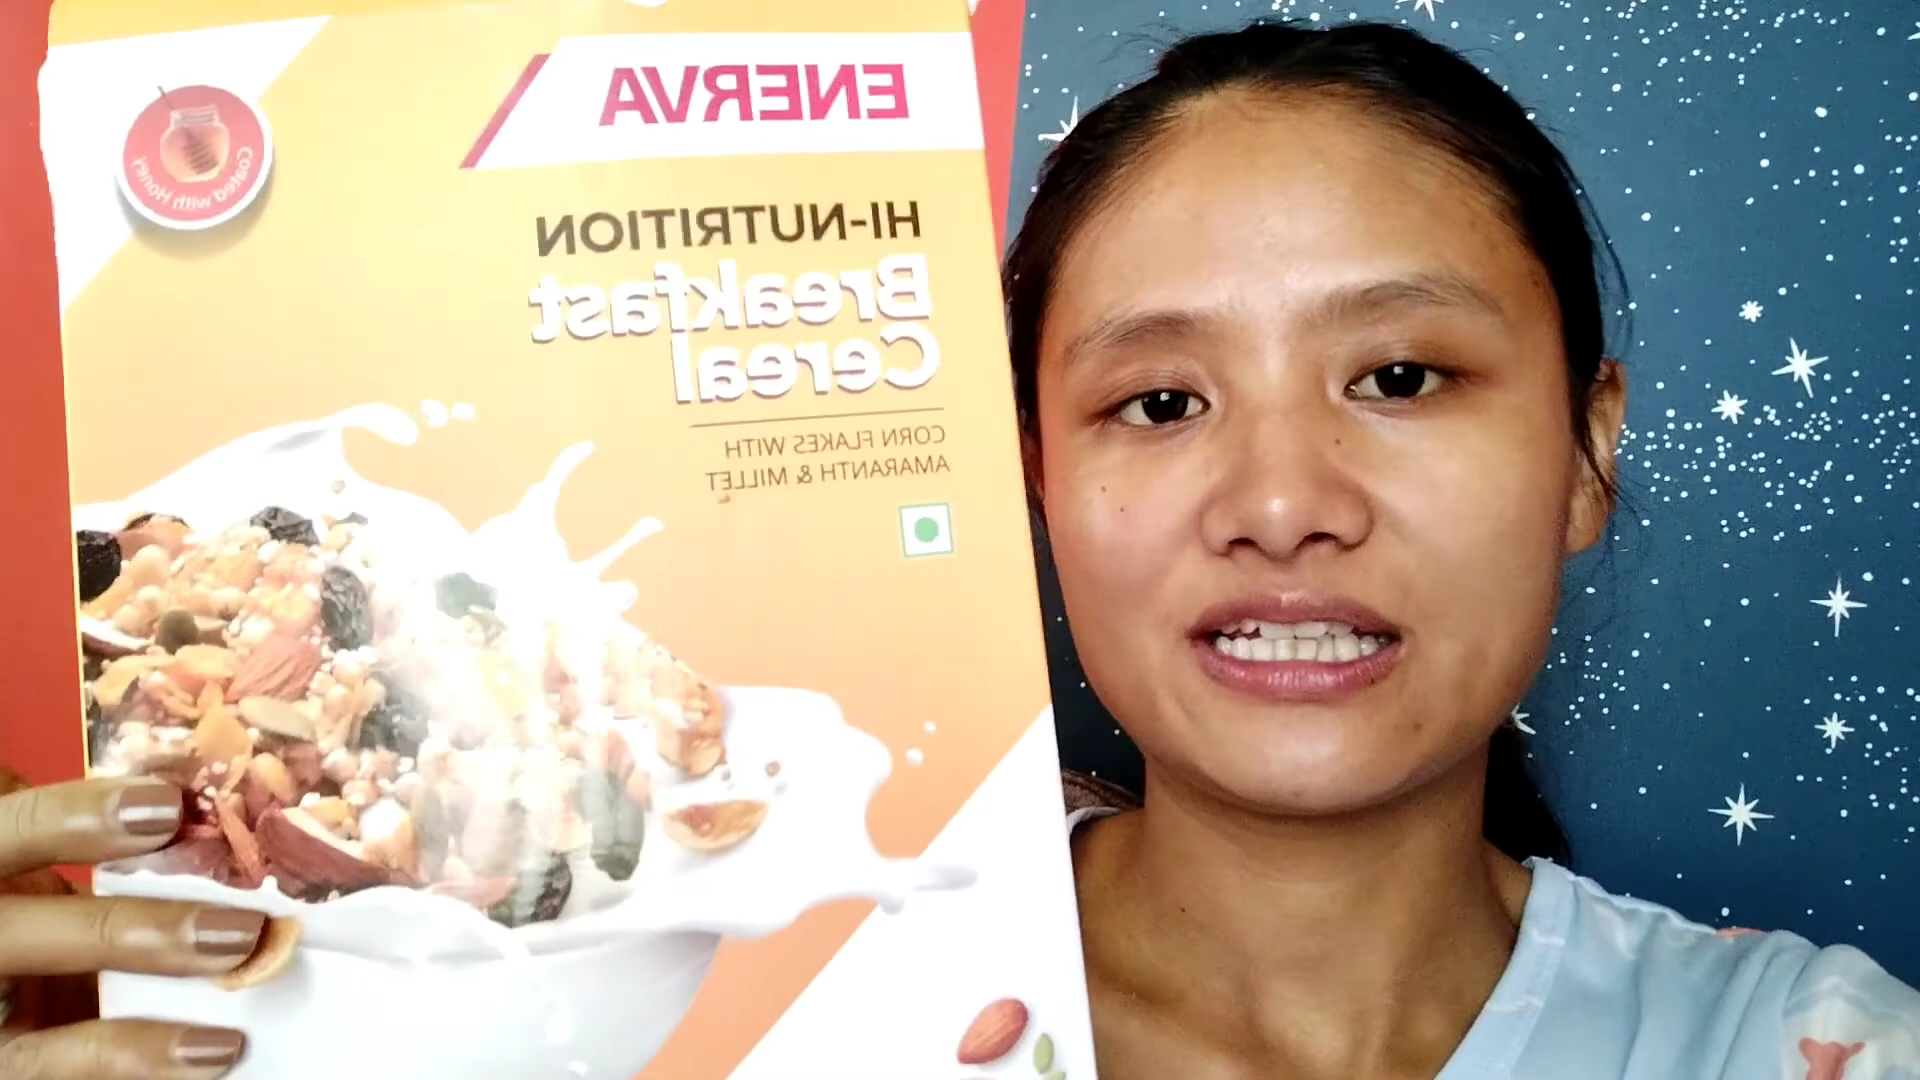 ENERVA
Coated with Honey
HI-NUTRITION
Breakfast
Cereal
CORN FLAKES WITH
AMARANTH & MILLET